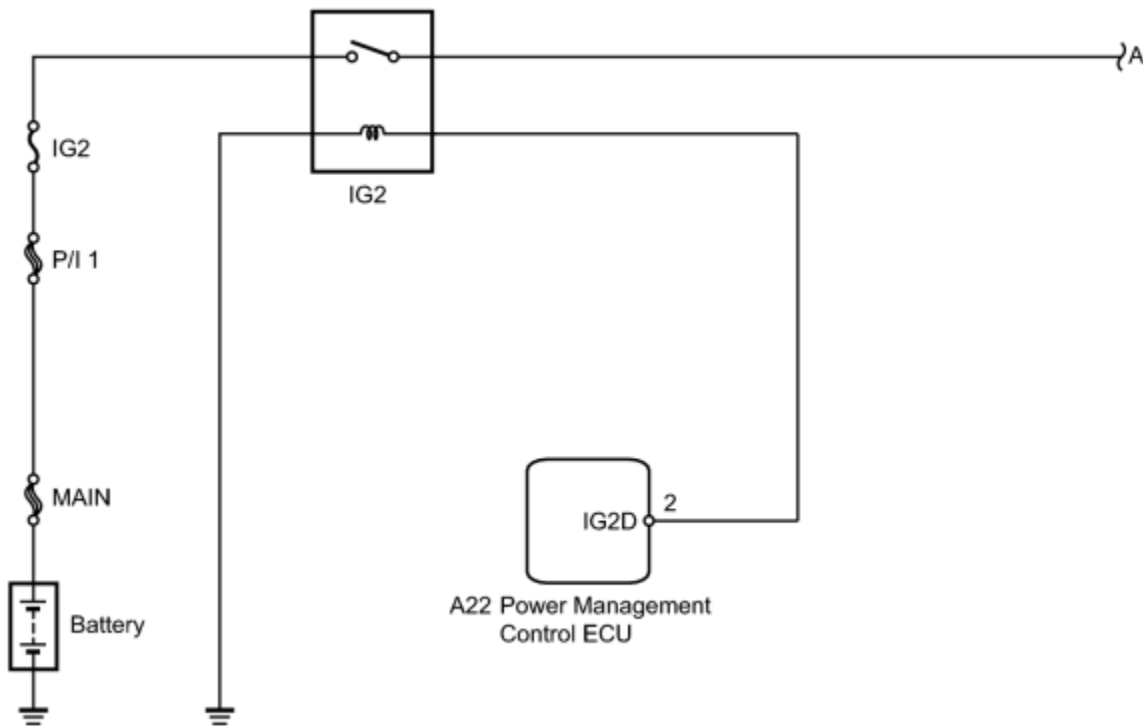 A
IG2
IG2
P/I 1
MAIN
2
IG2D
Battery
A22 Power Management
Control ECU